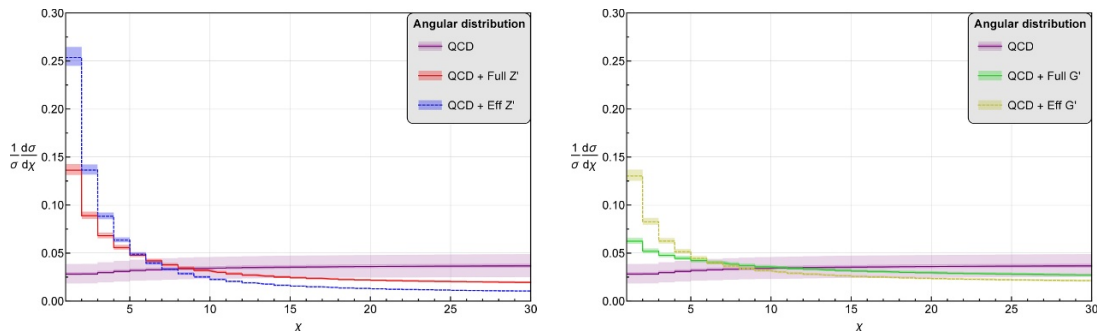 Angular distribution
QCD
QCD + Full Z'
QCD + Eff Z'
0.30
0.25
0.20
0.15
0.10
0.05
0.00
1/σ dσ/dχ
5 10 15 20 25 30
χ
Angular distribution
QCD
QCD + Full G'
QCD + Eff G'
0.30
0.25
0.20
0.15
0.10
0.05
0.00
1/σ dσ/dχ
5 10 15 20 25 30
χ